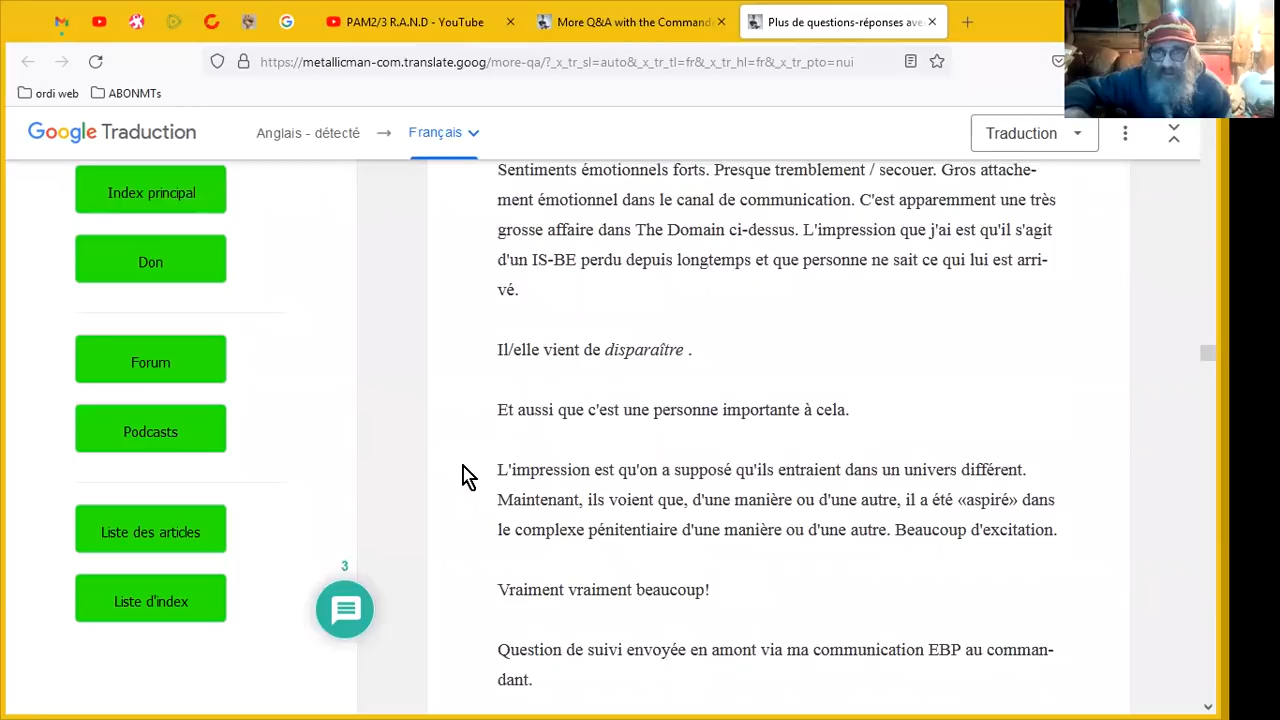 PAM2/3 R.A.N.D - YouTube
More Q&A with the Command
Plus de questions-réponses ave
https://metallicman-com.translate.goog/more-qa/?_x_tr_sl=auto&_x_tr_tl=fr&_x_tr_hl=fr&_x_tr_pto=nui
ordi web
ABONMTs
Google Traduction
Anglais - détecté
Français
Traduction
Index principal
Don
Forum
Podcasts
Liste des articles
Liste d'index
3
Sentiments émotionnels forts. Presque tremblement / secouer. Gros attache-
ment émotionnel dans le canal de communication. C'est apparemment une très
grosse affaire dans The Domain ci-dessus. L'impression que j'ai est qu'il s'agit
d'un IS-BE perdu depuis longtemps et que personne ne sait ce qui lui est arri-
vé.
Il/elle vient de disparaître .
Et aussi que c'est une personne importante à cela.
L'impression est qu'on a supposé qu'ils entraient dans un univers différent.
Maintenant, ils voient que, d'une manière ou d'une autre, il a été «aspiré» dans
le complexe pénitentiaire d'une manière ou d'une autre. Beaucoup d'excitation.
Vraiment vraiment beaucoup!
Question de suivi envoyée en amont via ma communication EBP au comman-
dant.